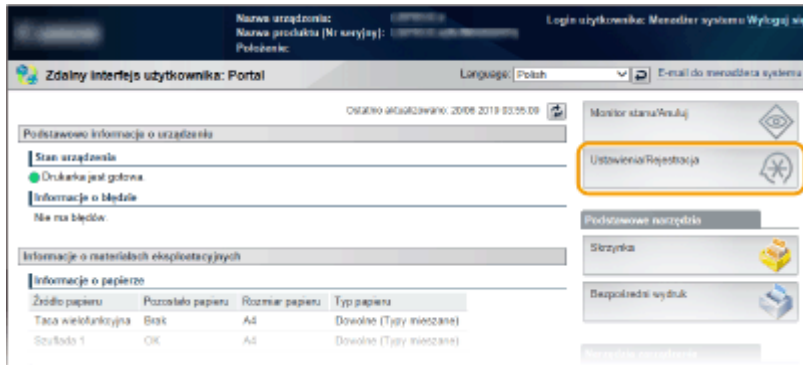 Nazwa urządzenia:
Nazwa produktu (Nr seryjny):
Położenie:
Login użytkownika: Menedżer systemu Wyloguj się
Zdalny interfejs użytkownika: Portal
Language: Polish
E-mail do menadżera systemu
Ostatnio aktualizowano: 20/06 2019 03:55:09
Monitor stanu/Anuluj
Podstawowe informacje o urządzeniu
Stan urządzenia
Drukarka jest gotowa.
Ustawienia/Rejestracja
Informacje o błędzie
Nie ma błędów.
Podstawowe narzędzia
Skrzynka
Informacje o materiałach eksploatacyjnych
Informacje o papierze
Źródło papieru Pozostało papieru Rozmiar papieru Typ papieru
Bezpośredni wydruk
Taca wielofunkcyjna Brak A4 Dowolne (Typy mieszane)
Szuflada 1 OK A4 Dowolne (Typy mieszane)